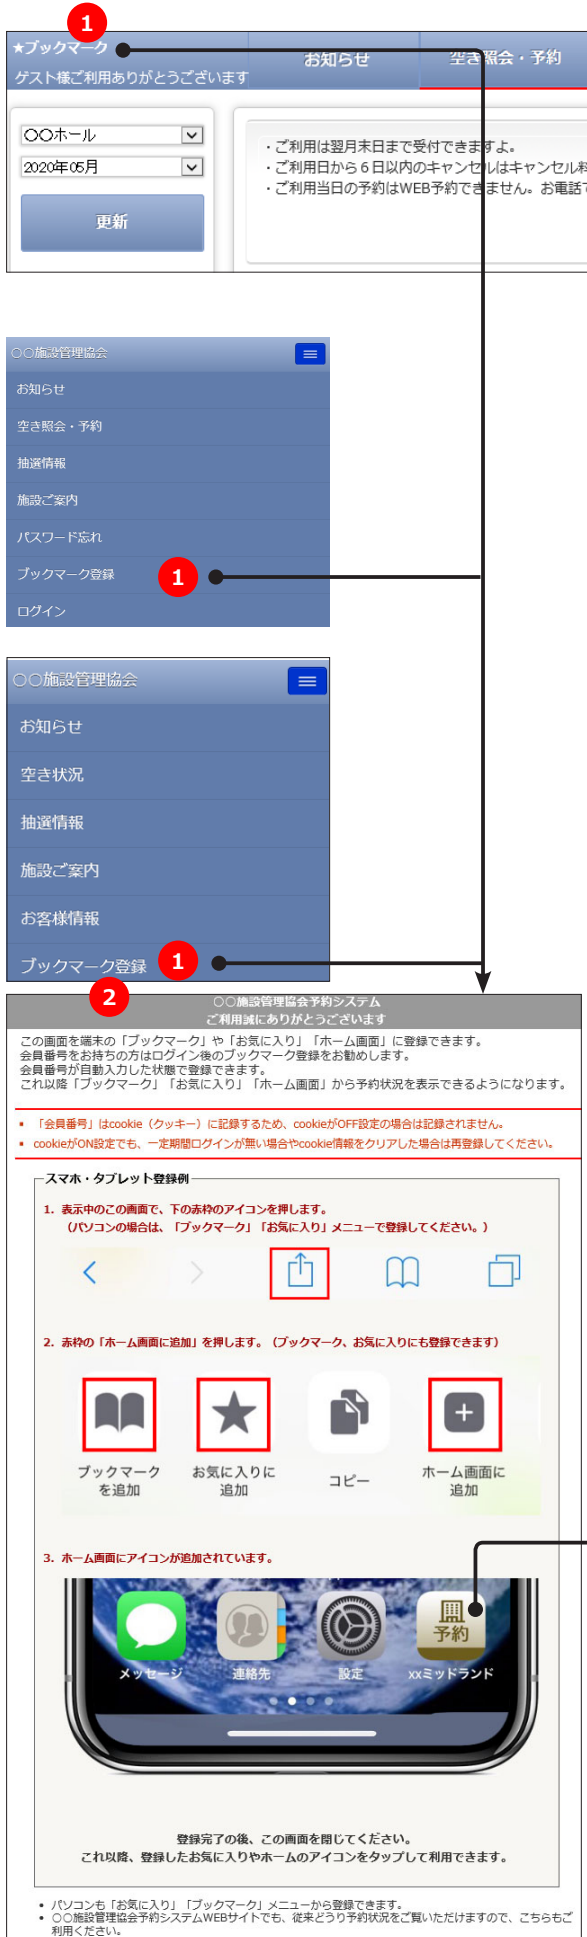 1
★ブックマーク
お知らせ
空き照会・予約
ゲスト様ご利用ありがとうございます
〇〇ホール
2020年05月
更新
・ご利用は翌月末日まで受付できますよ。
・ご利用日から６日以内のキャンセルはキャンセル料
・ご利用当日の予約はWEB予約できません。お電話で
〇〇施設管理協会
お知らせ
空き照会・予約
抽選情報
施設ご案内
パスワード忘れ
ブックマーク登録 1
ログイン
〇〇施設管理協会
お知らせ
空き状況
抽選情報
施設ご案内
お客様情報
ブックマーク登録 1
2
〇〇施設管理協会予約システム
ご利用誠にありがとうございます
この画面を端末の「ブックマーク」や「お気に入り」「ホーム画面」に登録できます。
会員番号をお持ちの方はログイン後のブックマーク登録をお勧めします。
会員番号が自動入力した状態で登録できます。
これ以降「ブックマーク」「お気に入り」「ホーム画面」から予約状況を表示できるようになります。
▪ 「会員番号」はcookie（クッキー）に記録するため、cookieがOFF設定の場合は記録されません。
▪ cookieがON設定でも、一定期間ログインが無い場合やcookie情報をクリアした場合は再登録してください。
スマホ・タブレット登録例
1. 表示中のこの画面で、下の赤枠のアイコンを押します。
（パソコンの場合は、「ブックマーク」「お気に入り」メニューで登録してください。）
2. 赤枠の「ホーム画面に追加」を押します。（ブックマーク、お気に入りにも登録できます）
ブックマーク
を追加
お気に入りに
追加
コピー
ホーム画面に
追加
3. ホーム画面にアイコンが追加されています。
予約
メッセージ
連絡先
設定
xxミッドランド
登録完了の後、この画面を閉じてください。
これ以降、登録したお気に入りやホームのアイコンをタップして利用できます。
• パソコンも「お気に入り」「ブックマーク」メニューから登録できます。
• 〇〇施設管理協会予約システムWEBサイトでも、従来どうり予約状況をご覧いただけますので、こちらもご
利用ください。